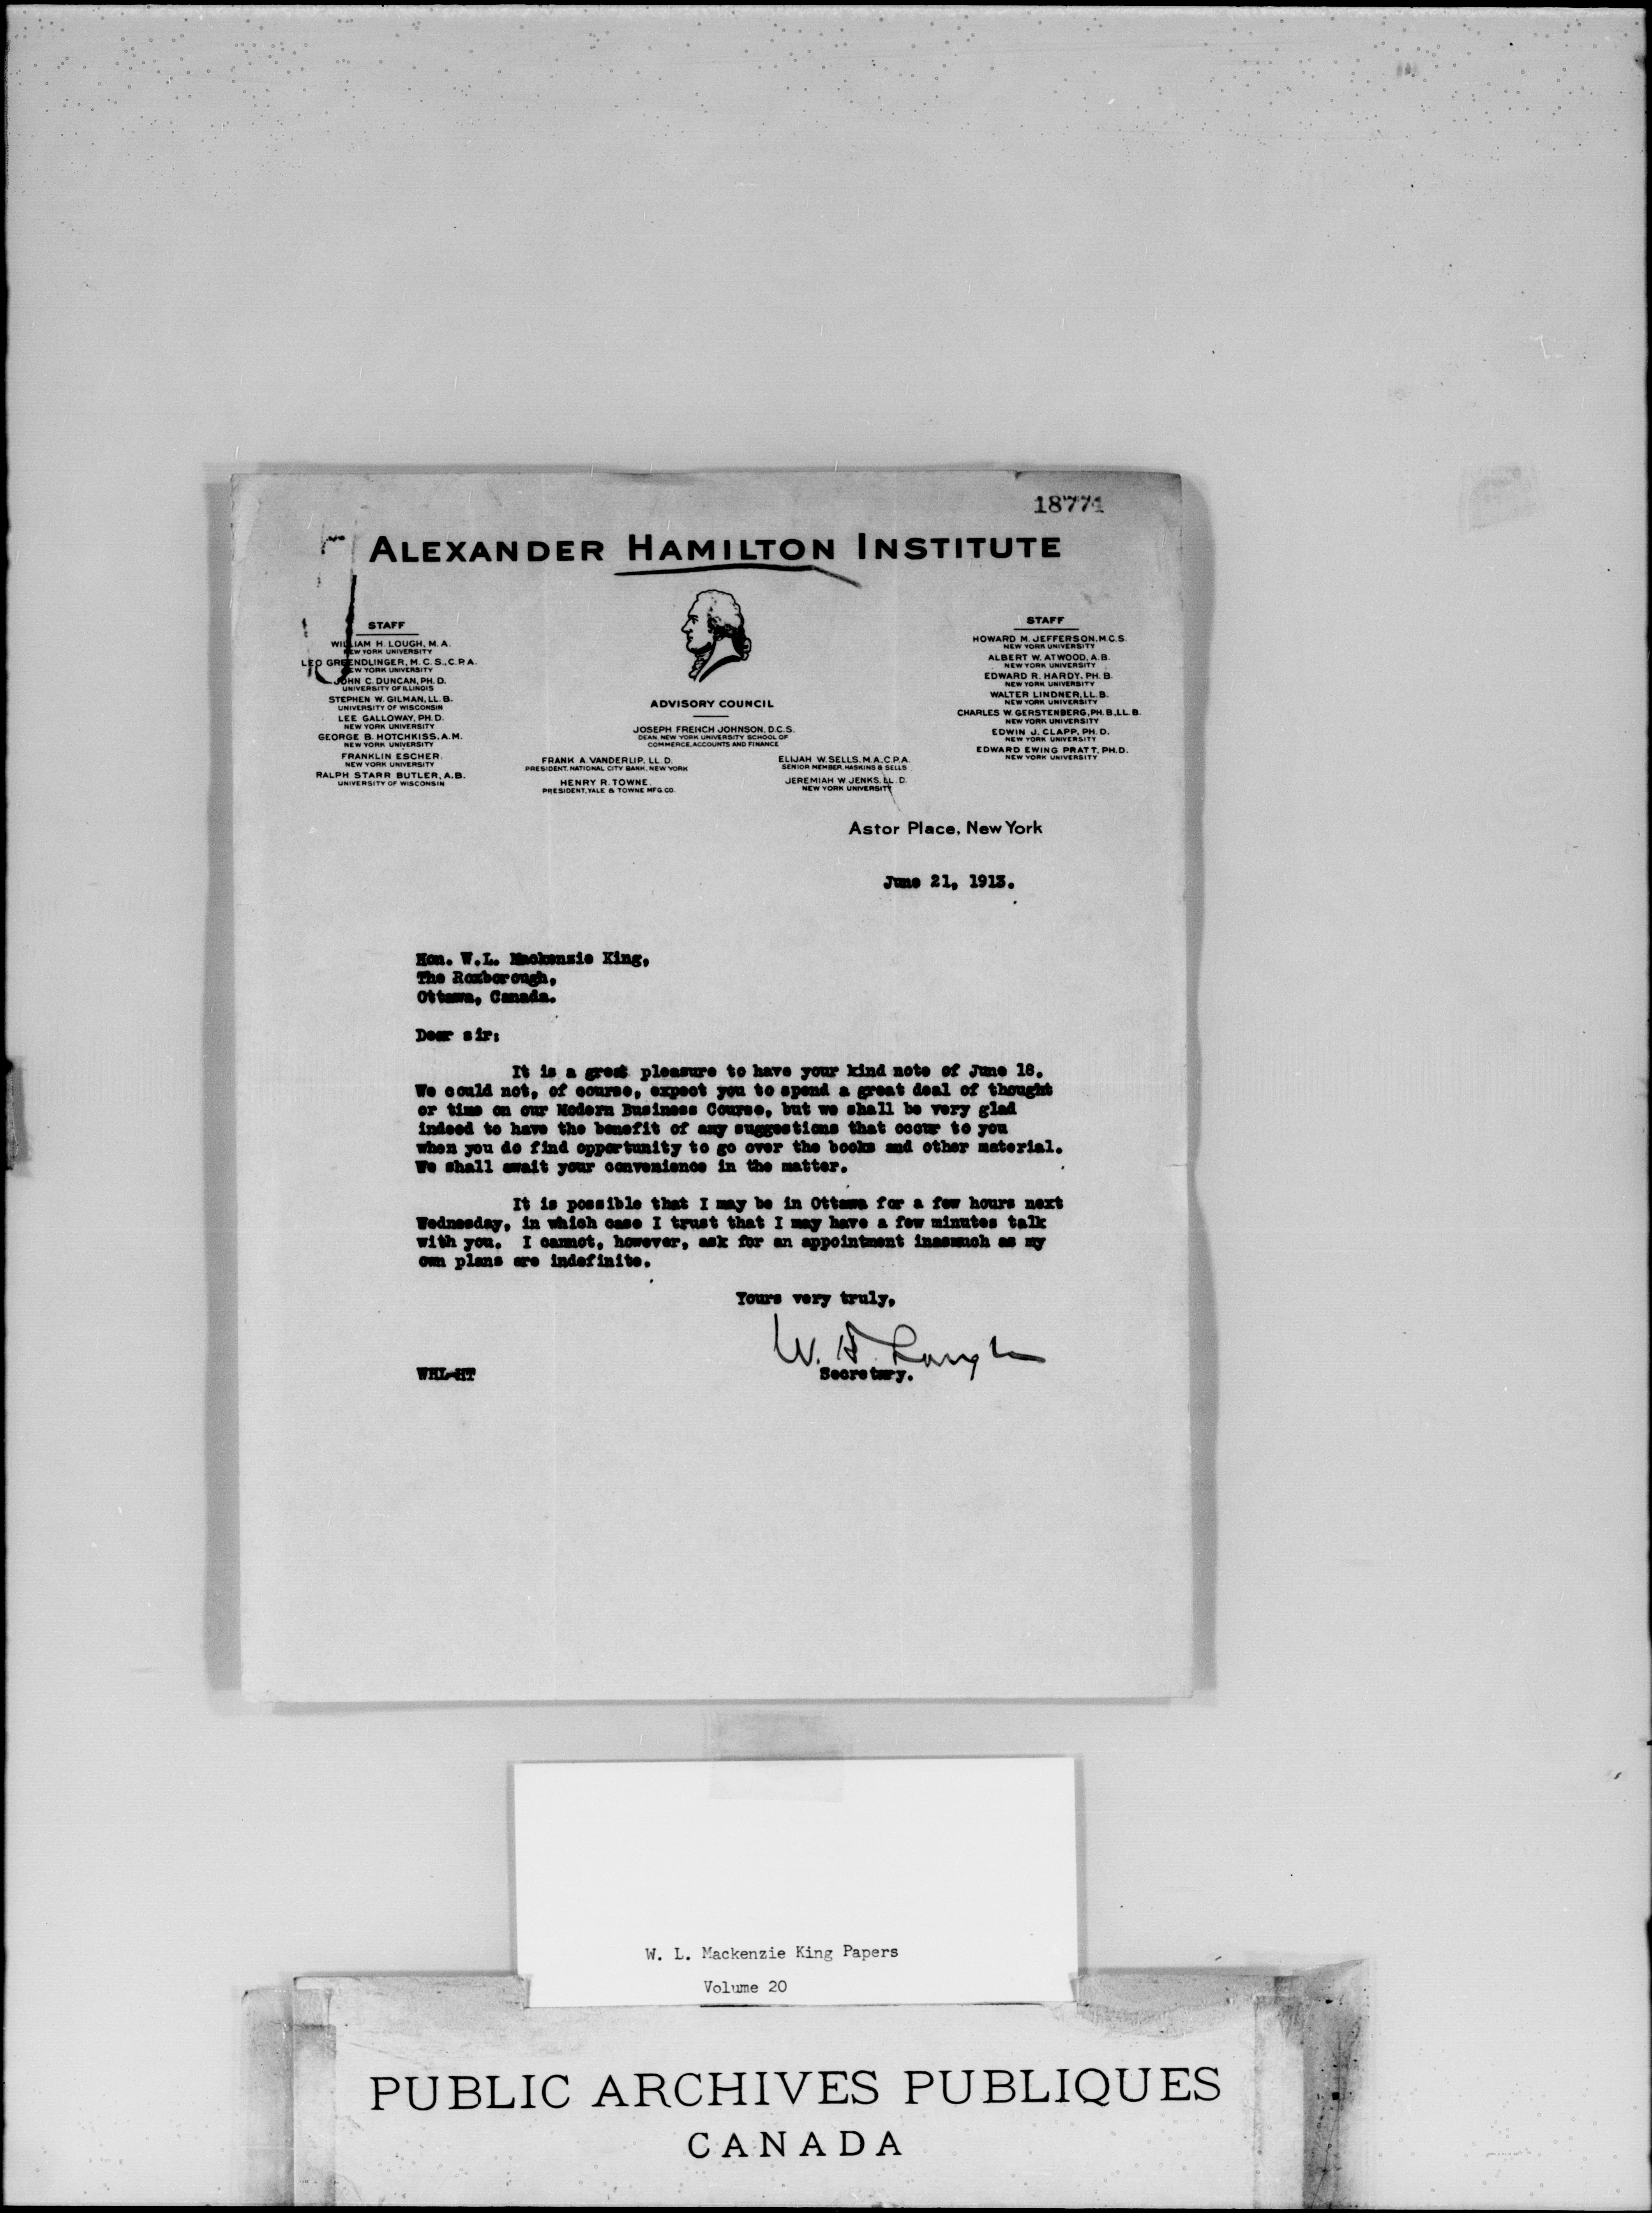 18771
ALEXANDER HAMILTON INSTITUTE
STAFF
WILLIAM H. LOUGH, M. A.
NEW YORK UNIVERSITY
LEO GREENDLINGER, M. C. S., C. P. A.
NEW YORK UNIVERSITY
JOHN C. DUNCAN, PH. D.
UNIVERSITY OF ILLINOIS
STEPHEN W. GILMAN, LL. B.
UNIVERSITY OF WISCONSIN
LEE GALLOWAY, PH. D.
NEW YORK UNIVERSITY
GEORGE B. HOTCHKISS, A. M.
NEW YORK UNIVERSITY
FRANKLIN ESCHER.
NEW YORK UNIVERSITY
RALPH STARR BUTLER, A. B.
UNIVERSITY OF WISCONSIN
ADVISORY COUNCIL
JOSEPH FRENCH JOHNSON, D.C.S.
DEAN, NEW YORK UNIVERSITY SCHOOL OF
COMMERCE, ACCOUNTS AND FINANCE
FRANK A. VANDERLIP, LL. D.
PRESIDENT, NATIONAL CITY BANK, NEW YORK
HENRY R. TOWNE
PRESIDENT, YALE & TOWNE MFG. CO.
ELIJAH W. SELLS, M. A., C. P. A.
SENIOR MEMBER, HASKINS & SELLS
JEREMIAH W. JENKS, LL. D.
NEW YORK UNIVERSITY
STAFF
HOWARD M. JEFFERSON, M. C. S.
NEW YORK UNIVERSITY
ALBERT W. ATWOOD, A. B.
NEW YORK UNIVERSITY
EDWARD R. HARDY, PH. B.
NEW YORK UNIVERSITY
WALTER LINDNER, LL. B.
NEW YORK UNIVERSITY
CHARLES W. GERSTENBERG, PH. B., LL. B.
NEW YORK UNIVERSITY
EDWIN J. CLAPP, PH. D.
NEW YORK UNIVERSITY
EDWARD EWING PRATT, PH. D.
NEW YORK UNIVERSITY
Astor Place, New York
June 21, 1913.
Hon. W.L. Mackenzie King,
The Roxborough,
Ottawa, Canada.
Dear sir:
It is a great pleasure to have your kind note of June 18.
We could not, of course, expect you to spend a great deal of thought
or time on our Modern Business Course, but we shall be very glad
indeed to have the benefit of any suggestions that occur to you
when you do find opportunity to go over the books and other material.
We shall await your convenience in the matter.
It is possible that I may be in Ottawa for a few hours next
Wednesday, in which case I trust that I may have a few minutes talk
with you. I cannot, however, ask for an appointment inasmuch as my
own plans are indefinite.
Yours very truly,
W. H. Lough
Secretary.
WHL-HT
W. L. Mackenzie King Papers
Volume 20
PUBLIC ARCHIVES PUBLIQUES
CANADA